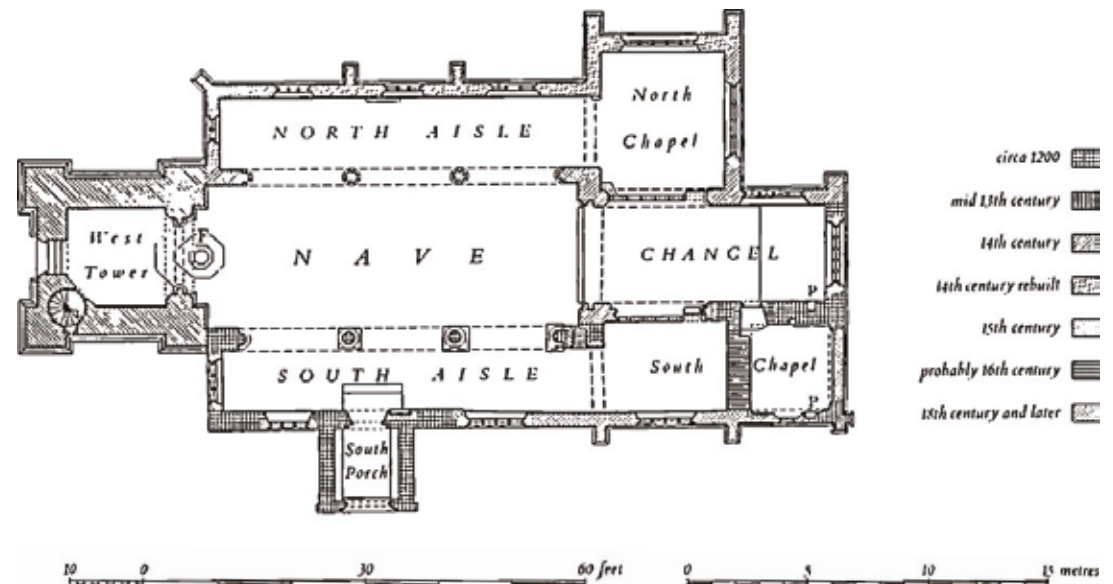 North
Chapel
NORTH AISLE
West
Tower
F
NAVE
CHANCEL
P
SOUTH AISLE
South Chapel
P
South
Porch
circa 1200
mid 13th century
14th century
14th century rebuilt
15th century
probably 16th century
18th century and later
10 0 30 60 feet
0 5 10 15 metres